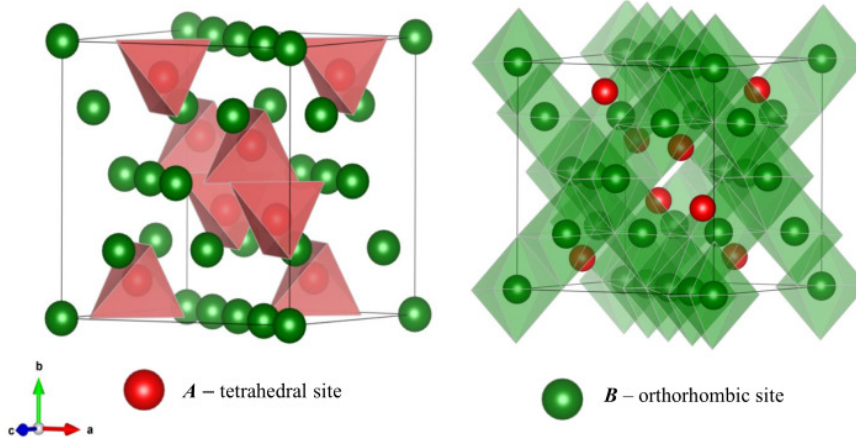 A – tetrahedral site
B – orthorhombic site
b
c
a